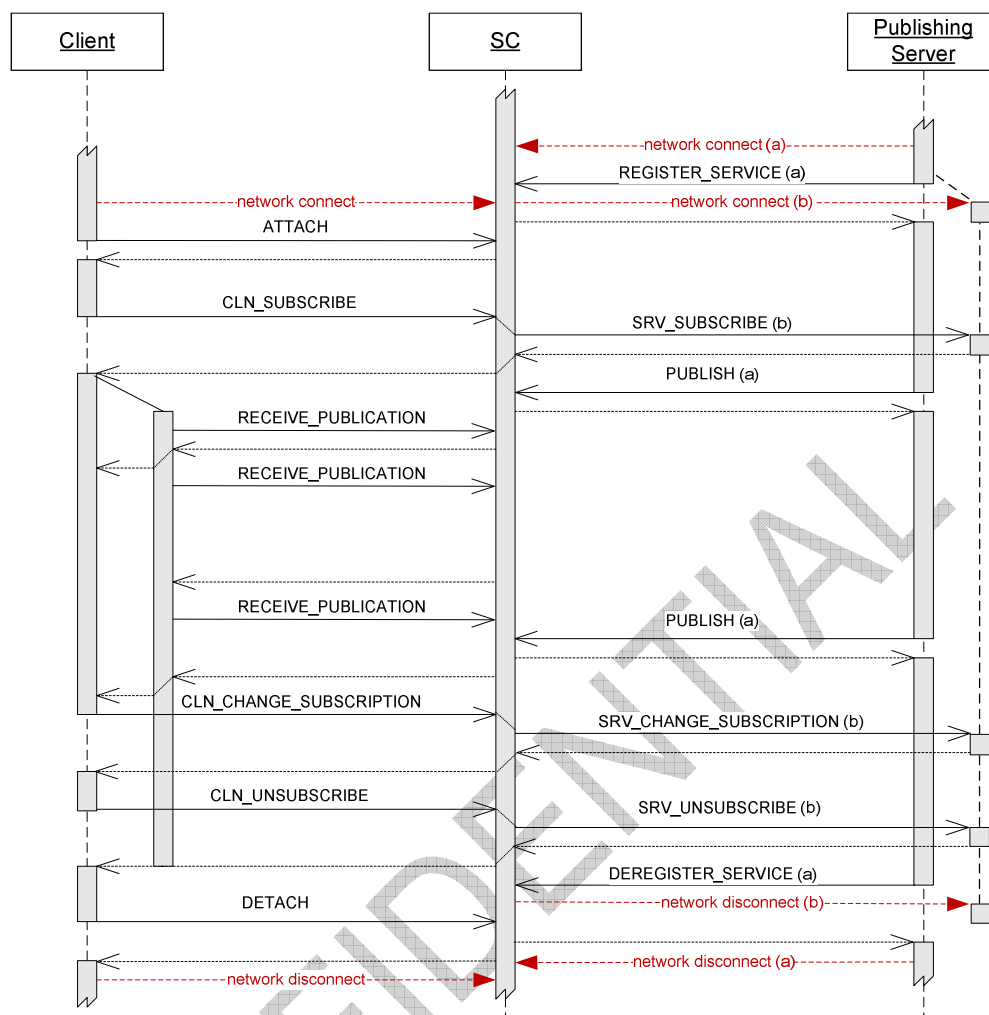 Client
SC
Publishing
Server
network connect (a)
REGISTER_SERVICE (a)
network connect
network connect (b)
ATTACH
CLN_SUBSCRIBE
SRV_SUBSCRIBE (b)
PUBLISH (a)
RECEIVE_PUBLICATION
RECEIVE_PUBLICATION
RECEIVE_PUBLICATION
PUBLISH (a)
CLN_CHANGE_SUBSCRIPTION
SRV_CHANGE_SUBSCRIPTION (b)
CLN_UNSUBSCRIBE
SRV_UNSUBSCRIBE (b)
DEREGISTER_SERVICE (a)
DETACH
network disconnect (b)
network disconnect (a)
network disconnect
FIDENTIAL